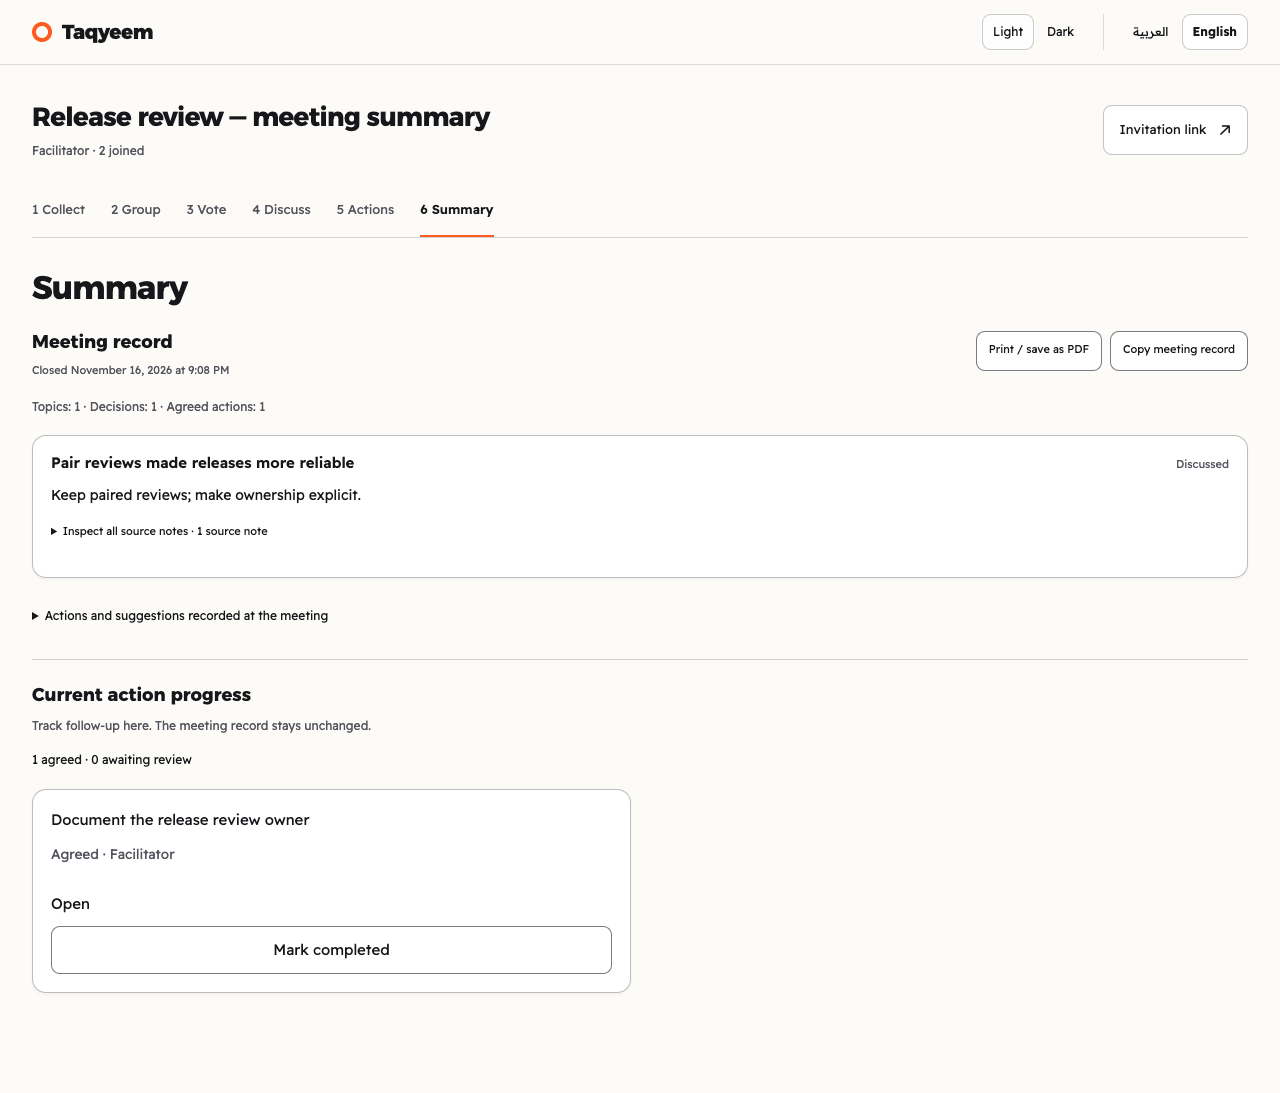 Taqyeem
Light Dark العربية English
Release review — meeting summary
Facilitator · 2 joined
Invitation link
1 Collect 2 Group 3 Vote 4 Discuss 5 Actions 6 Summary
Summary
Meeting record
Closed November 16, 2026 at 9:08 PM
Print / save as PDF Copy meeting record
Topics: 1 · Decisions: 1 · Agreed actions: 1
Pair reviews made releases more reliable
Discussed
Keep paired reviews; make ownership explicit.
Inspect all source notes · 1 source note
Actions and suggestions recorded at the meeting
Current action progress
Track follow-up here. The meeting record stays unchanged.
1 agreed · 0 awaiting review
Document the release review owner
Agreed · Facilitator
Open
Mark completed